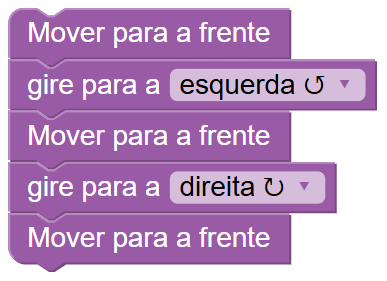 Mover para a frente
gire para a esquerda ↺
Mover para a frente
gire para a direita ↻
Mover para a frente